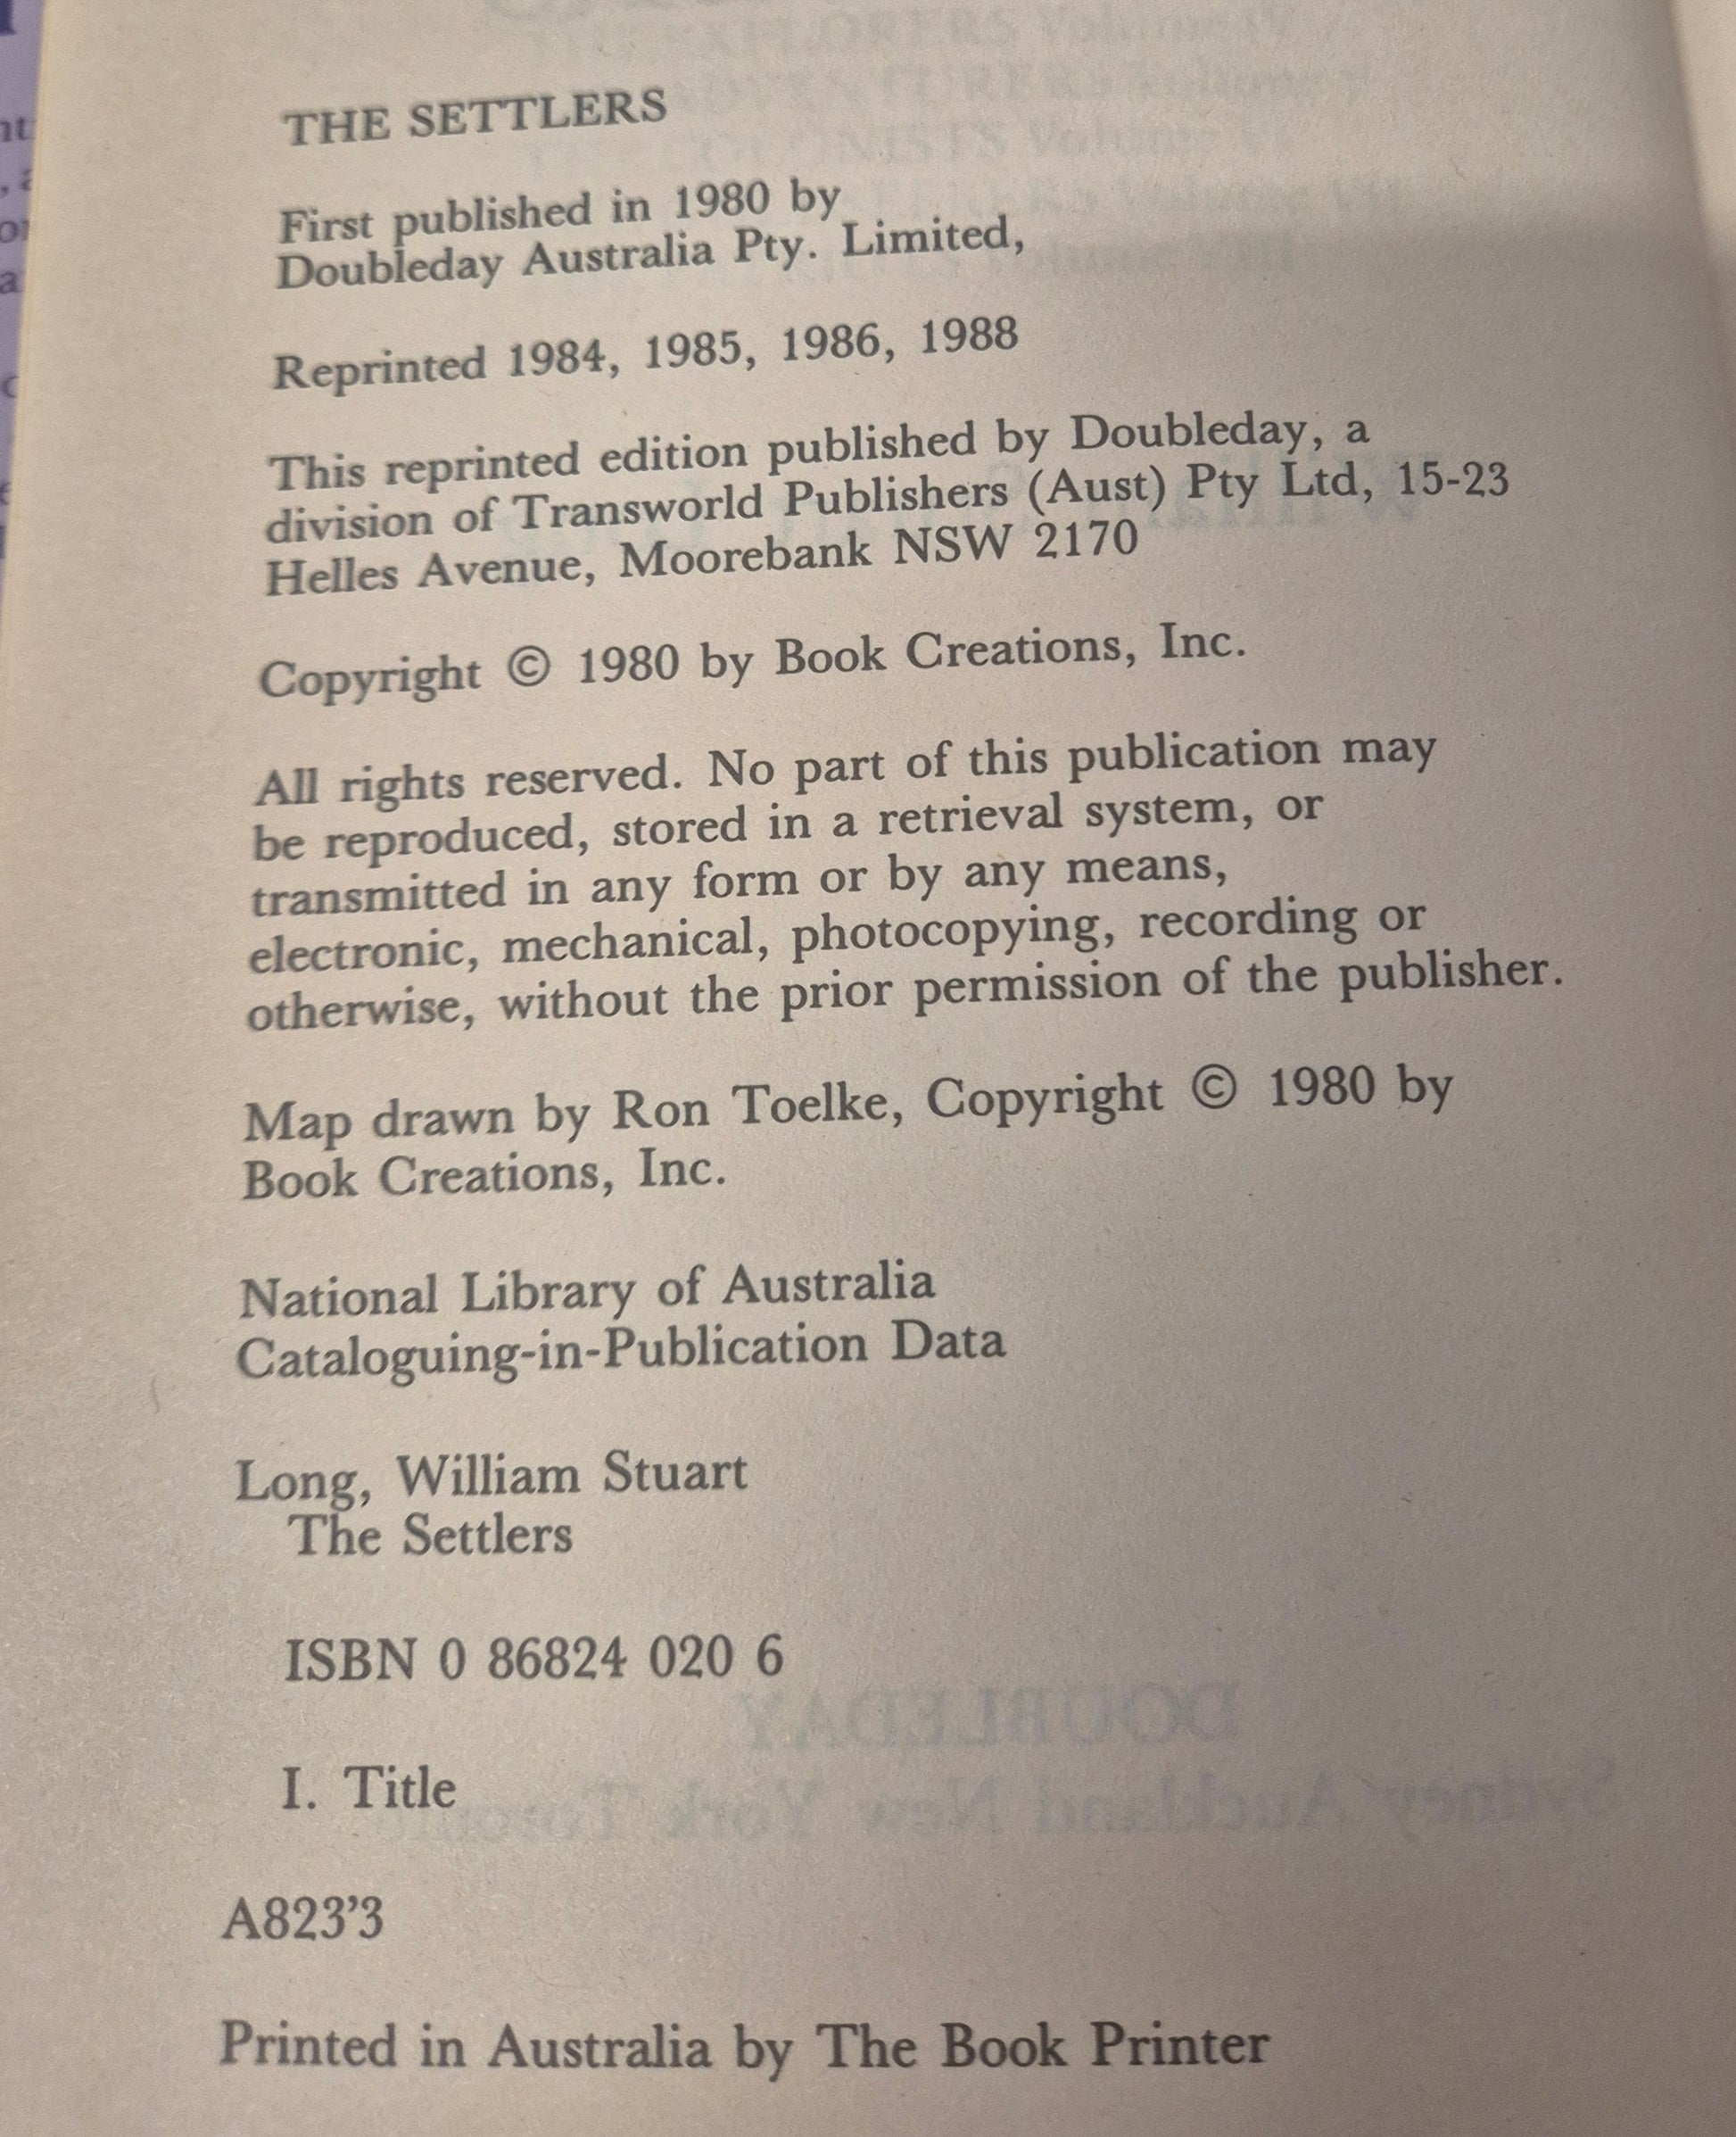 THE SETTLERS
First published in 1980 by
Doubleday Australia Pty. Limited,
Reprinted 1984, 1985, 1986, 1988
This reprinted edition published by Doubleday, a
division of Transworld Publishers (Aust) Pty Ltd, 15-23
Helles Avenue, Moorebank NSW 2170
Copyright © 1980 by Book Creations, Inc.
All rights reserved. No part of this publication may
be reproduced, stored in a retrieval system, or
transmitted in any form or by any means,
electronic, mechanical, photocopying, recording or
otherwise, without the prior permission of the publisher.
Map drawn by Ron Toelke, Copyright © 1980 by
Book Creations, Inc.
National Library of Australia
Cataloguing-in-Publication Data
Long, William Stuart
The Settlers
ISBN 0 86824 020 6
I. Title
A823’3
Printed in Australia by The Book Printer